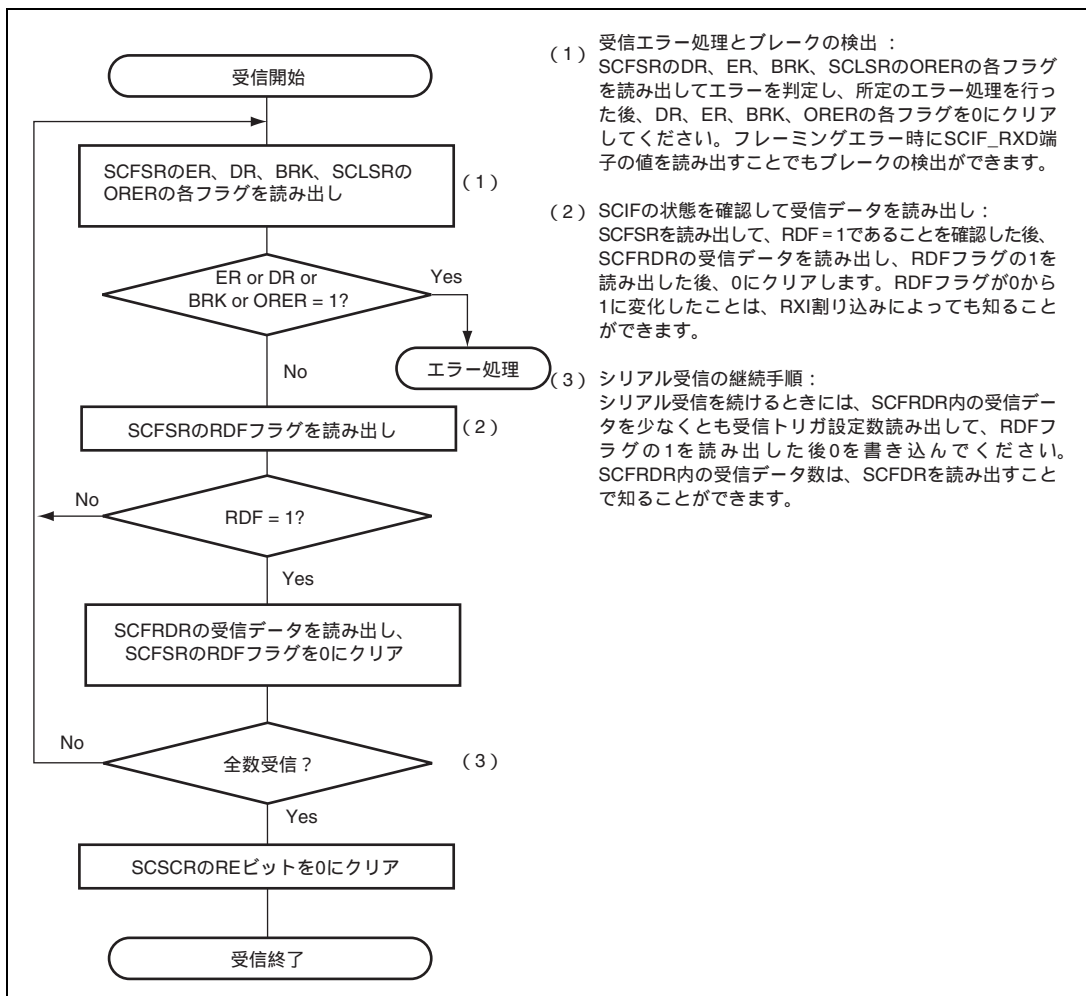 受信開始
SCFSRのER、DR、BRK、SCLSRの
ORERの各フラグを読み出し
(1)
ER or DR or
BRK or ORER = 1?
Yes
エラー処理
No
SCFSRのRDFフラグを読み出し
(2)
No
RDF = 1?
Yes
SCFRDRの受信データを読み出し、
SCFSRのRDFフラグを0にクリア
No
全数受信？
(3)
Yes
SCSCRのREビットを0にクリア
受信終了
(1) 受信エラー処理とブレークの検出：
SCFSRのDR、ER、BRK、SCLSRのORERの各フラグ
を読み出してエラーを判定し、所定のエラー処理を行っ
た後、DR、ER、BRK、ORERの各フラグを0にクリア
してください。フレーミングエラー時にSCIF_RXD端
子の値を読み出すことでもブレークの検出ができます。
(2) SCIFの状態を確認して受信データを読み出し：
SCFSRを読み出して、RDF=1であることを確認した後、
SCFRDRの受信データを読み出し、RDFフラグの1を
読み出した後、0にクリアします。RDFフラグが0から
1に変化したことは、RXI割り込みによっても知ること
ができます。
(3) シリアル受信の継続手順：
シリアル受信を続けるときには、SCFRDR内の受信デー
タを少なくとも受信トリガ設定数読み出して、RDFフ
ラグの1を読み出した後0を書き込んでください。
SCFRDR内の受信データ数は、SCFDRを読み出すこと
で知ることができます。